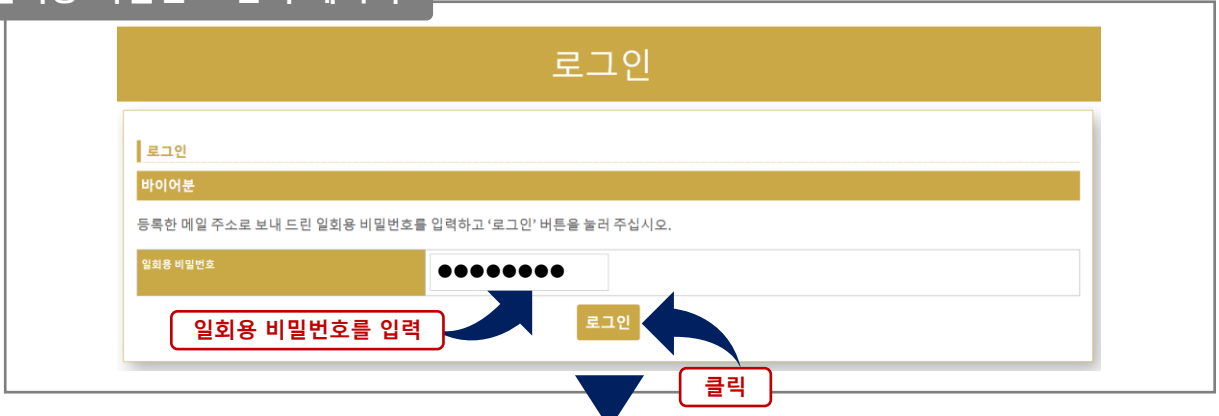 로그인
로그인
바이어분
등록한 메일 주소로 보내 드린 일회용 비밀번호를 입력하고 ‘로그인’ 버튼을 눌러 주십시오.
일회용 비밀번호
●●●●●●●●
일회용 비밀번호를 입력
로그인
클릭